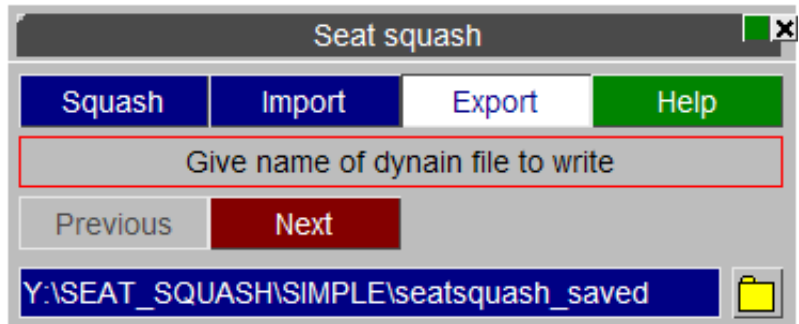 Seat squash
Squash Import Export Help
Give name of dynain file to write
Previous Next
Y:\SEAT_SQUASH\SIMPLE\seatsquash_saved